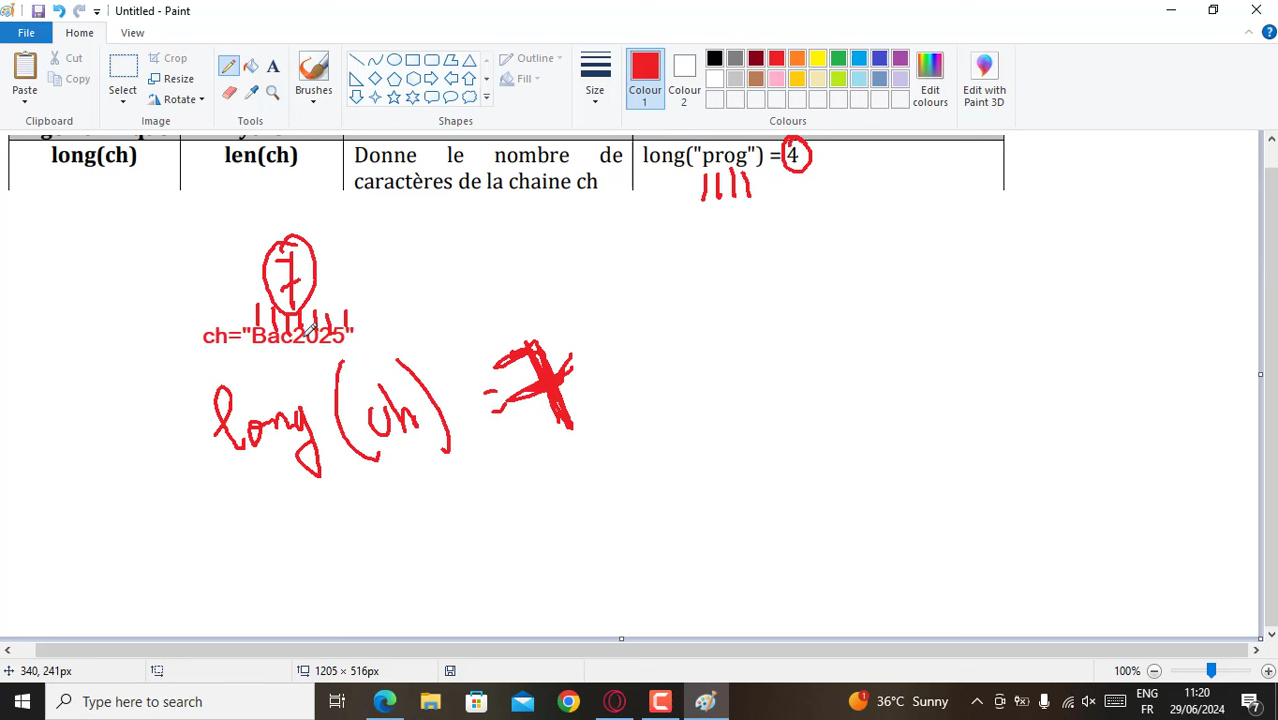 Untitled - Paint
File Home View
Paste
Cut
Copy
Clipboard
Select
Crop
Resize
Rotate
Image
Tools
Brushes
Shapes
Outline
Fill
Size
Colour 1
Colour 2
Edit colours
Edit with Paint 3D
Colours
long(ch) len(ch) Donne le nombre de caractères de la chaine ch long("prog") = 4
7
ch="Bac2025"
long(ch) = 7
340, 241px 1205 × 516px 100%
Type here to search
36°C Sunny
ENG
FR
11:20
29/06/2024
7